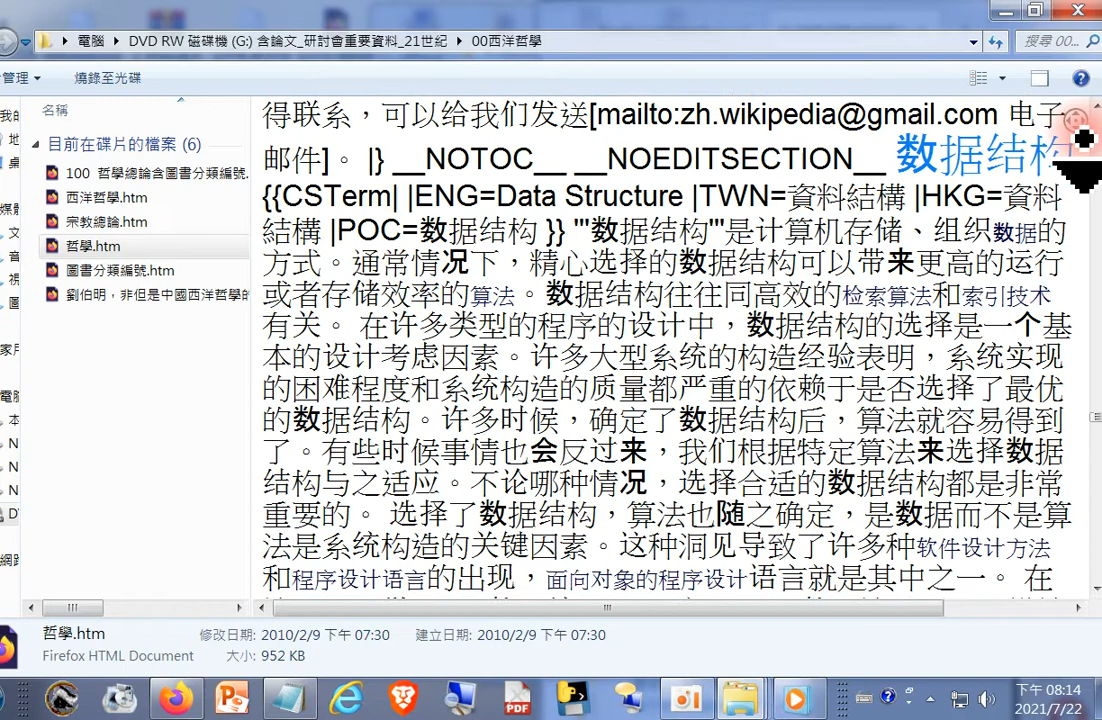 電腦 ▸ DVD RW 磁碟機 (G:) 含論文_研討會重要資料_21世紀 ▸ 00西洋哲學
搜尋 00...
管理 燒錄至光碟
名稱
目前在碟片的檔案 (6)
100 哲學總論含圖書分類編號.
西洋哲學.htm
宗教總論.htm
哲學.htm
圖書分類編號.htm
劉伯明，非但是中國西洋哲學的
得联系，可以给我们发送[mailto:zh.wikipedia@gmail.com 电子
邮件]。 |} __NOTOC__ __NOEDITSECTION__ 数据结构
{{CSTerm| |ENG=Data Structure |TWN=資料結構 |HKG=資料
結構 |POC=数据结构 }} '''数据结构'''是计算机存储、组织数据的
方式。通常情况下，精心选择的数据结构可以带来更高的运行
或者存储效率的算法。 数据结构往往同高效的检索算法和索引技术
有关。 在许多类型的程序的设计中，数据结构的选择是一个基
本的设计考虑因素。许多大型系统的构造经验表明，系统实现
的困难程度和系统构造的质量都严重的依赖于是否选择了最优
的数据结构。许多时候，确定了数据结构后，算法就容易得到
了。有些时候事情也会反过来，我们根据特定算法来选择数据
结构与之适应。不论哪种情况，选择合适的数据结构都是非常
重要的。 选择了数据结构，算法也随之确定，是数据而不是算
法是系统构造的关键因素。这种洞见导致了许多种软件设计方法
和程序设计语言的出现，面向对象的程序设计语言就是其中之一。 在
哲學.htm 修改日期: 2010/2/9 下午 07:30 建立日期: 2010/2/9 下午 07:30
Firefox HTML Document 大小: 952 KB
PDF
下午 08:14
2021/7/22